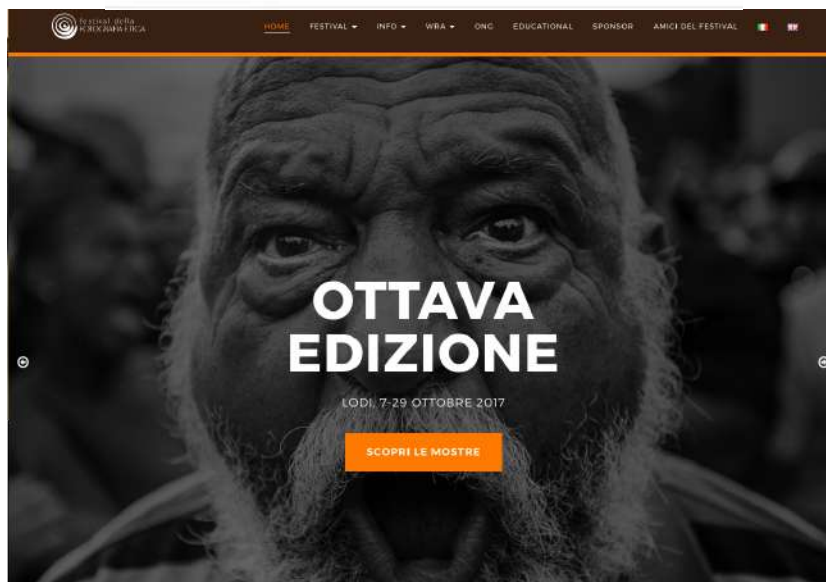 festival della
FOTOGRAFIA ETICA
HOME FESTIVAL INFO WBA ONG EDUCATIONAL SPONSOR AMICI DEL FESTIVAL
OTTAVA
EDIZIONE
LODI, 7-29 OTTOBRE 2017
SCOPRI LE MOSTRE